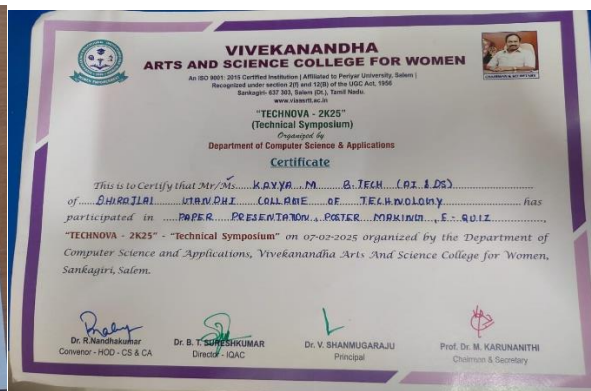 VIVEKANANDHA
ARTS AND SCIENCE COLLEGE FOR WOMEN
An ISO 9001: 2015 Certified Institution | Affiliated to Periyar University, Salem |
Recognized under section 2(f) and 12(B) of the UGC Act, 1956
Sankagiri- 637 303, Salem (Dt.), Tamil Nadu.
www.viaasrit.ac.in
CHAIRMAN & SECRETARY
"TECHNOVA - 2K25"
(Technical Symposium)
Organized by
Department of Computer Science & Applications
Certificate
This is to Certify that Mr/Ms. KAVYA .M B.TECH (AI & DS)
of DHIRAJLAL GANDHI COLLAGE OF TECHNOLOGY has
participated in PAPER PRESENTATION, POSTER MAKING, E-QUIZ
"TECHNOVA - 2K25" - "Technical Symposium" on 07-02-2025 organized by the Department of
Computer Science and Applications, Vivekanandha Arts And Science College for Women,
Sankagiri, Salem.
Dr. R.Nandhakumar
Convenor - HOD - CS & CA
Dr. B. T. SURESHKUMAR
Director - IQAC
Dr. V. SHANMUGARAJU
Principal
Prof. Dr. M. KARUNANITHI
Chairman & Secretary